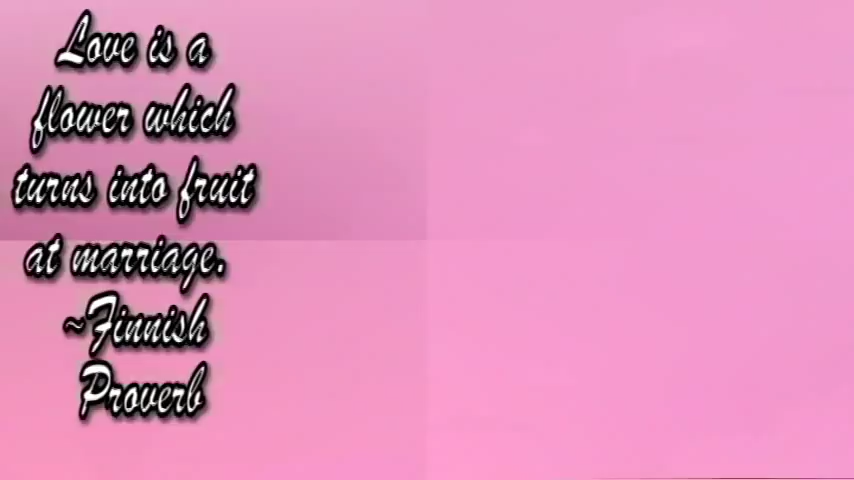 Love is a
flower which
turns into fruit
at marriage.
~Finnish
Proverb